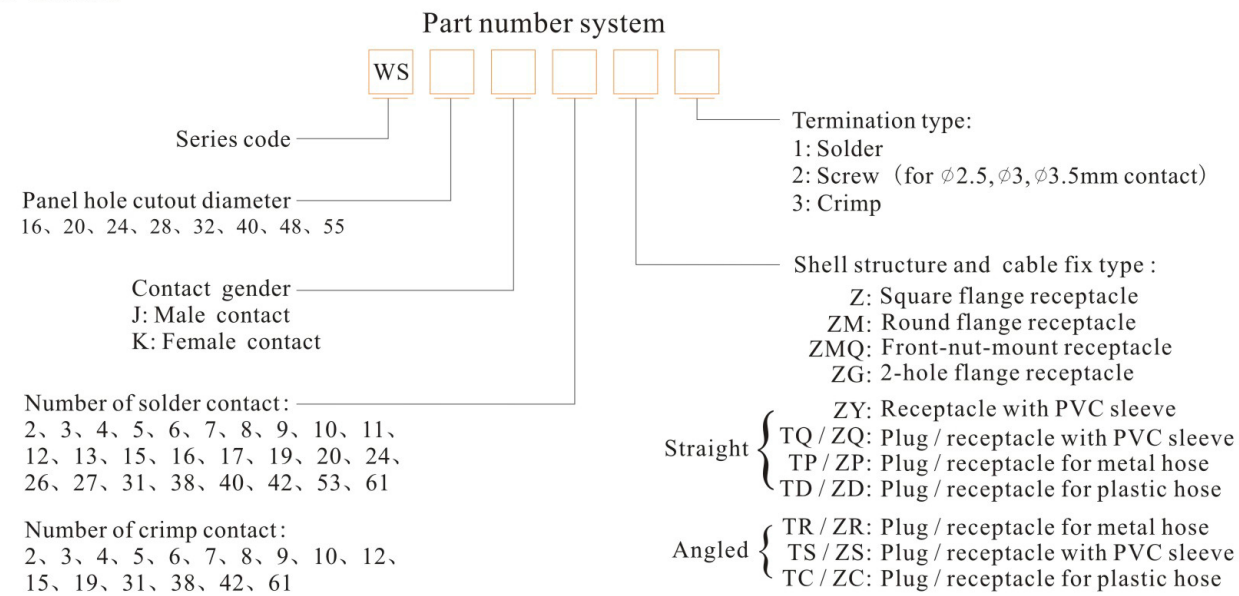 Part number system
WS
Series code
Panel hole cutout diameter
16、20、24、28、32、40、48、55
Contact gender
J: Male contact
K: Female contact
Number of solder contact:
2、3、4、5、6、7、8、9、10、11、
12、13、15、16、17、19、20、24、
26、27、31、38、40、42、53、61
Number of crimp contact:
2、3、4、5、6、7、8、9、10、12、
15、19、31、38、42、61
Termination type:
1: Solder
2: Screw（for ∅2.5,∅3,∅3.5mm contact）
3: Crimp
Shell structure and cable fix type :
Z: Square flange receptacle
ZM: Round flange receptacle
ZMQ: Front-nut-mount receptacle
ZG: 2-hole flange receptacle
Straight
ZY: Receptacle with PVC sleeve
TQ / ZQ: Plug / receptacle with PVC sleeve
TP / ZP: Plug / receptacle for metal hose
TD / ZD: Plug / receptacle for plastic hose
Angled
TR / ZR: Plug / receptacle for metal hose
TS / ZS: Plug / receptacle with PVC sleeve
TC / ZC: Plug / receptacle for plastic hose